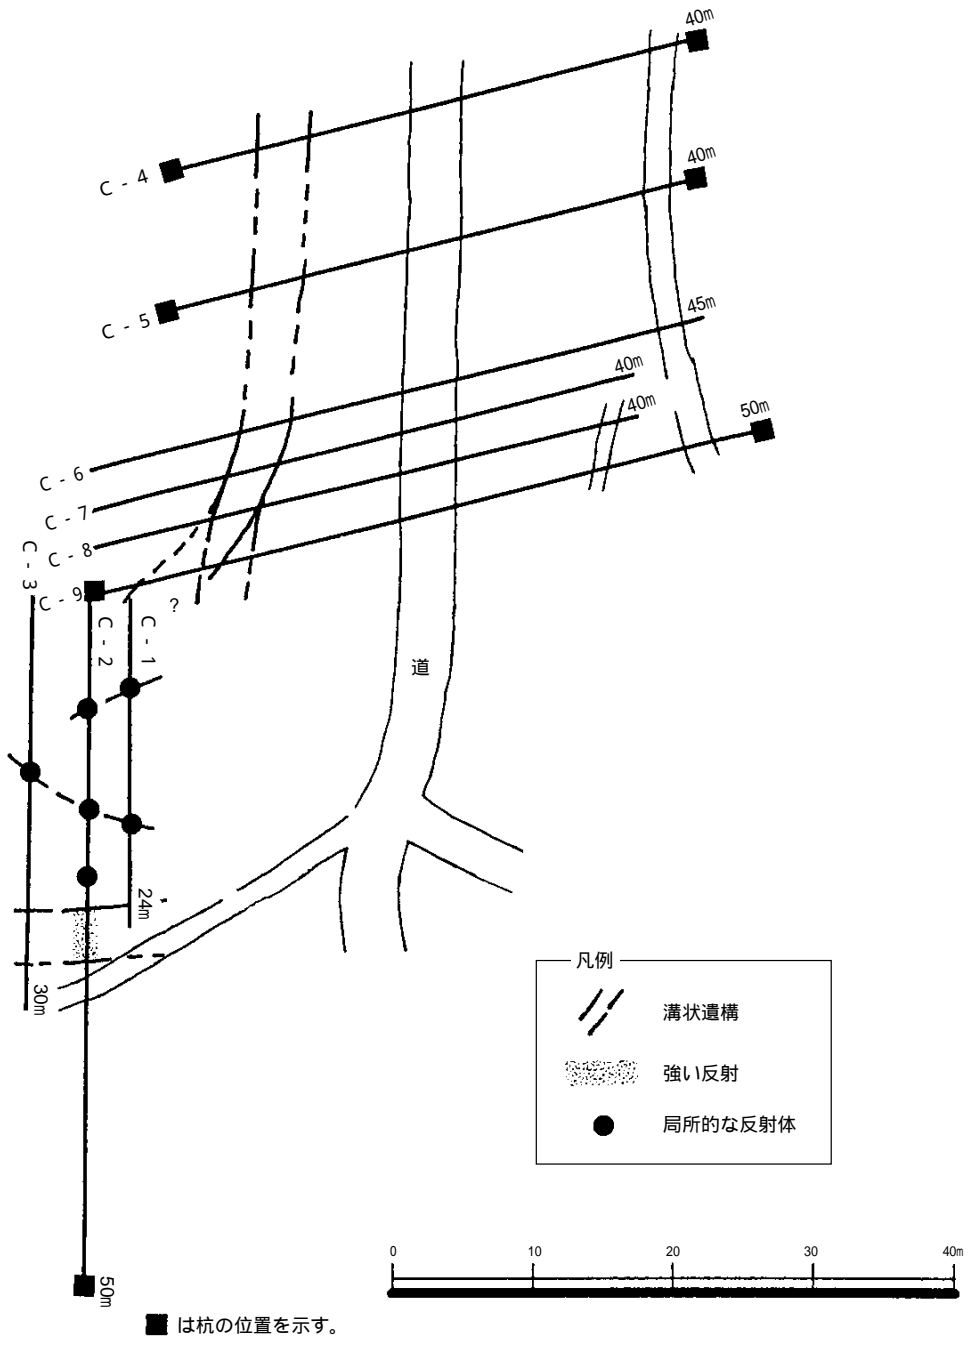 40m
C - 4
40m
C - 5
45m
40m
40m
50m
C - 6
C - 7
C - 8
C - 9
C - 3
C - 2
C - 1
?
道
24m
30m
凡例
溝状遺構
強い反射
局所的な反射体
0 10 20 30 40m
50m
■は杭の位置を示す。